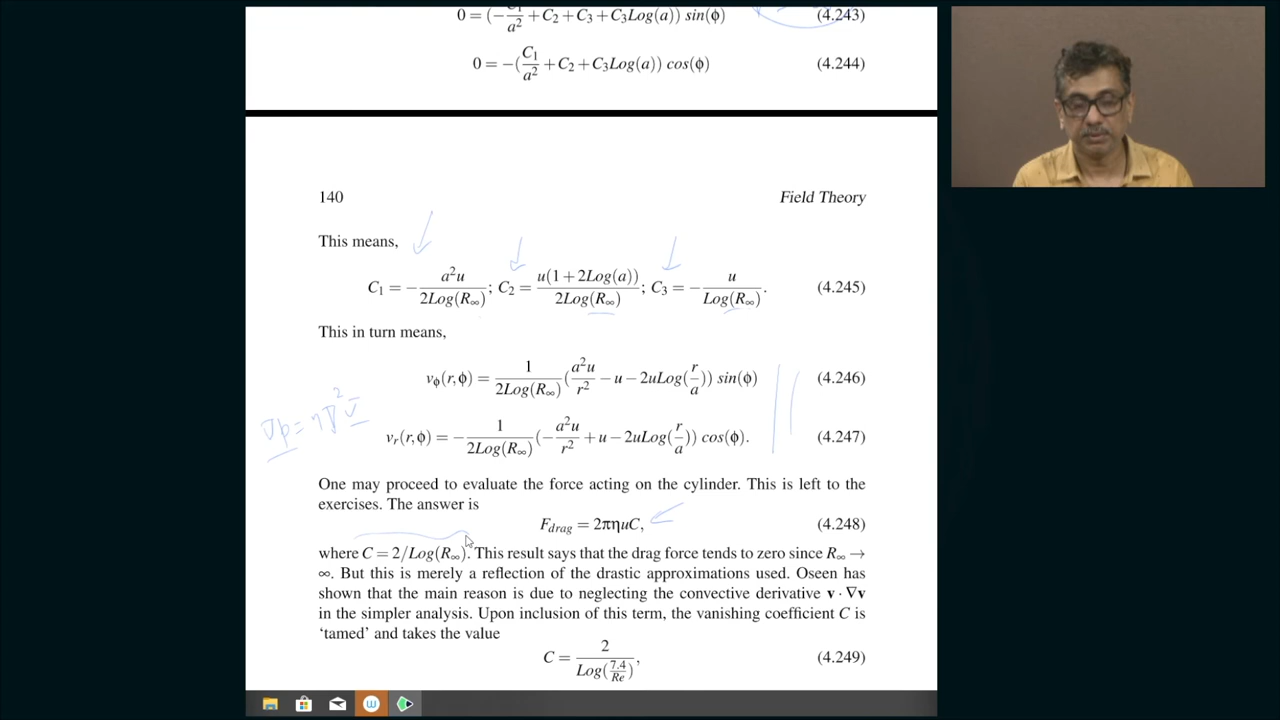 0 = (−C₁/a² + C₂ + C₃ + C₃Log(a)) sin(ϕ) (4.243)
0 = −(C₁/a² + C₂ + C₃Log(a)) cos(ϕ) (4.244)
140 Field Theory
This means,
C₁ = − a²u/2Log(R∞); C₂ = u(1+2Log(a))/2Log(R∞); C₃ = − u/Log(R∞). (4.245)
This in turn means,
v_ϕ(r,ϕ) = 1/2Log(R∞) (a²u/r² − u − 2uLog(r/a)) sin(ϕ) (4.246)
∇p = η∇²v
v_r(r,ϕ) = − 1/2Log(R∞) (−a²u/r² + u − 2uLog(r/a)) cos(ϕ). (4.247)
One may proceed to evaluate the force acting on the cylinder. This is left to the
exercises. The answer is
F_drag = 2πηuC, (4.248)
where C = 2/Log(R∞). This result says that the drag force tends to zero since R∞ →
∞. But this is merely a reflection of the drastic approximations used. Oseen has
shown that the main reason is due to neglecting the convective derivative v · ∇v
in the simpler analysis. Upon inclusion of this term, the vanishing coefficient C is
‘tamed’ and takes the value
C = 2/Log(7.4/Re), (4.249)